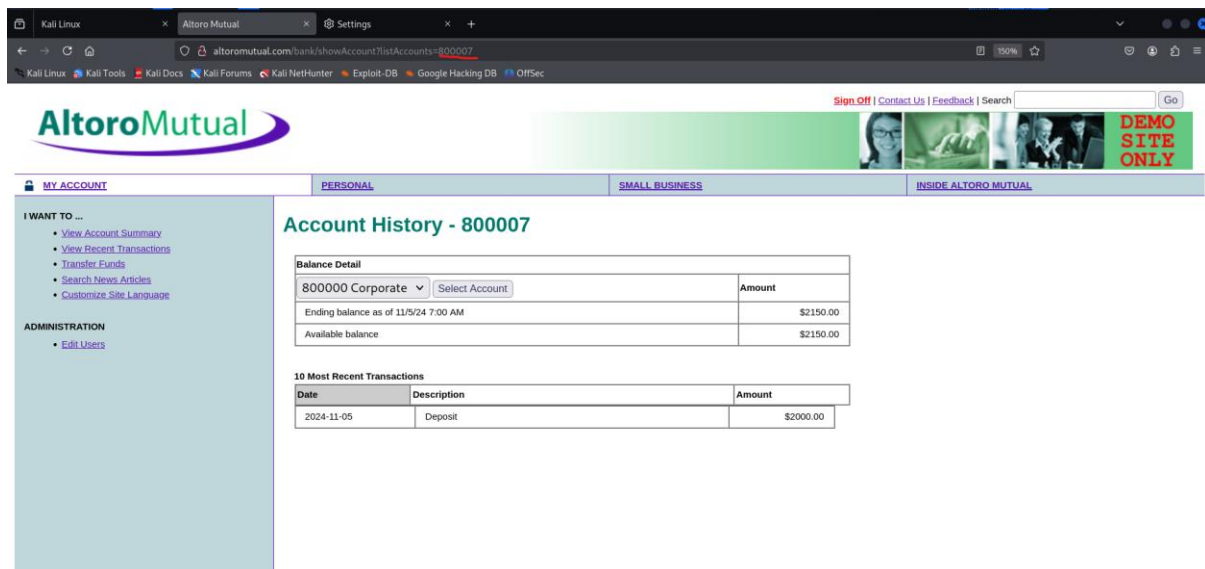 Kali Linux
Altoro Mutual
Settings
altoromutual.com/bank/showAccount?listAccounts=800007
150%
Kali Linux Kali Tools Kali Docs Kali Forums Kali NetHunter Exploit-DB Google Hacking DB OffSec
Sign Off | Contact Us | Feedback | Search Go
AltoroMutual
DEMO
SITE
ONLY
MY ACCOUNT PERSONAL SMALL BUSINESS INSIDE ALTORO MUTUAL
I WANT TO ...
View Account Summary
View Recent Transactions
Transfer Funds
Search News Articles
Customize Site Language
ADMINISTRATION
Edit Users
Account History - 800007
Balance Detail
800000 Corporate Select Account Amount
Ending balance as of 11/5/24 7:00 AM $2150.00
Available balance $2150.00
10 Most Recent Transactions
Date Description Amount
2024-11-05 Deposit $2000.00